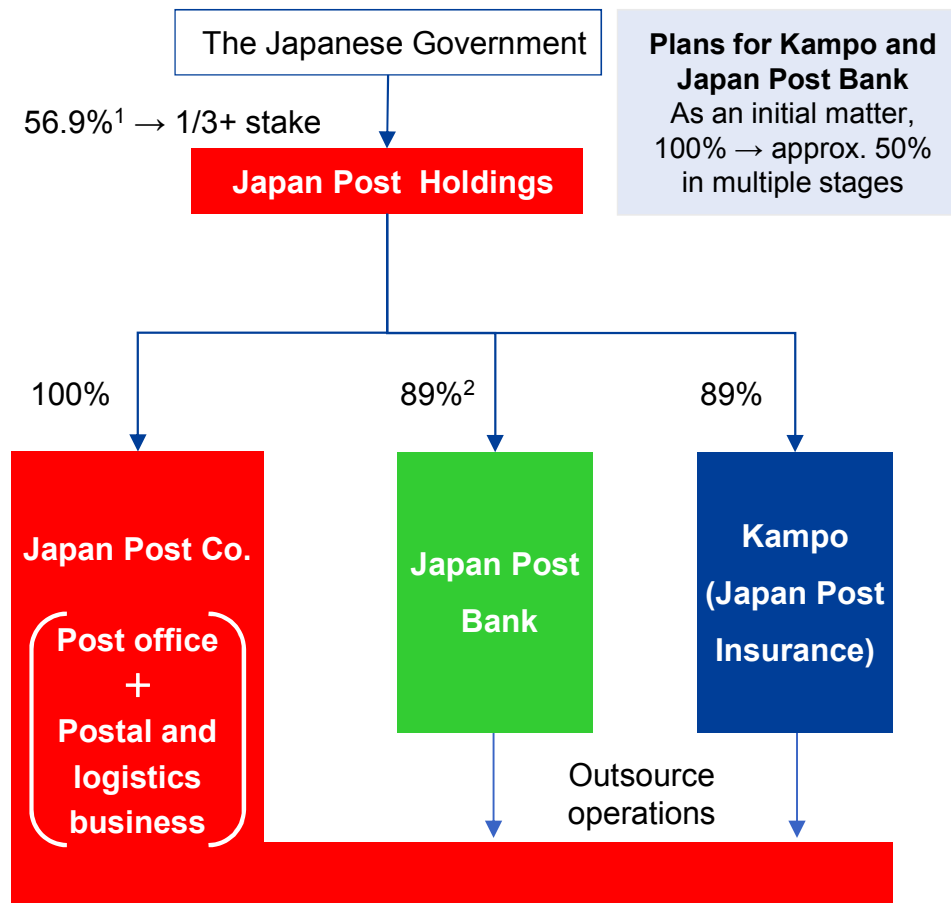 The Japanese Government
Plans for Kampo and
Japan Post Bank
As an initial matter,
100% → approx. 50%
in multiple stages
56.9%¹ → 1/3+ stake
Japan Post Holdings
100%
89%²
89%
Japan Post Co.
Post office
+
Postal and
logistics
business
Japan Post
Bank
Kampo
(Japan Post
Insurance)
Outsource
operations